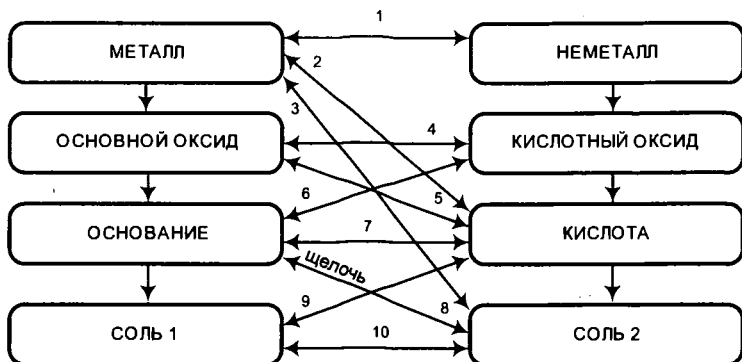 1
МЕТАЛЛ
НЕМЕТАЛЛ
2
3
4
ОСНОВНОЙ ОКСИД
КИСЛОТНЫЙ ОКСИД
6
5
7
ОСНОВАНИЕ
КИСЛОТА
щелочь
9
8
10
СОЛЬ 1
СОЛЬ 2